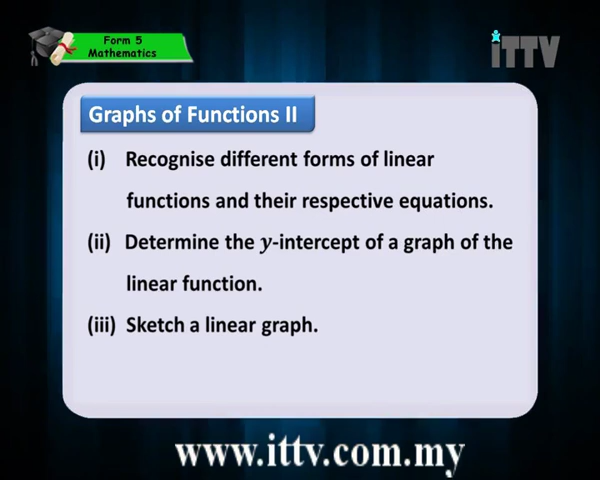 Form 5
Mathematics
iTTV
Graphs of Functions II
(i) Recognise different forms of linear
functions and their respective equations.
(ii) Determine the y-intercept of a graph of the
linear function.
(iii) Sketch a linear graph.
www.ittv.com.my